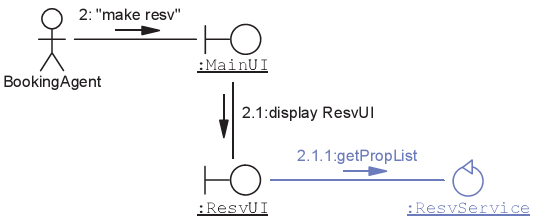 2: "make resv"
BookingAgent
:MainUI
2.1:display ResvUI
2.1.1:getPropList
:ResvUI
:ResvService